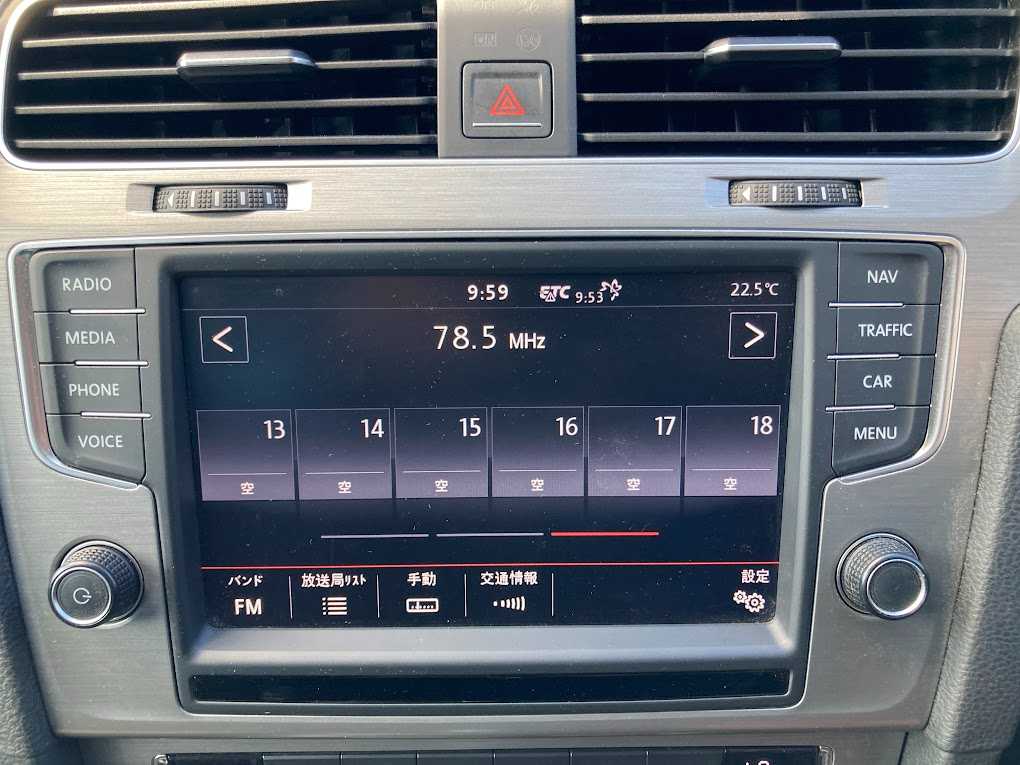 RADIO
MEDIA
PHONE
VOICE
9:59 ETC 9:53 22.5℃
< 78.5 MHz >
13 14 15 16 17 18
空 空 空 空 空 空
バンド 放送局リスト 手動 交通情報 設定
FM
NAV
TRAFFIC
CAR
MENU